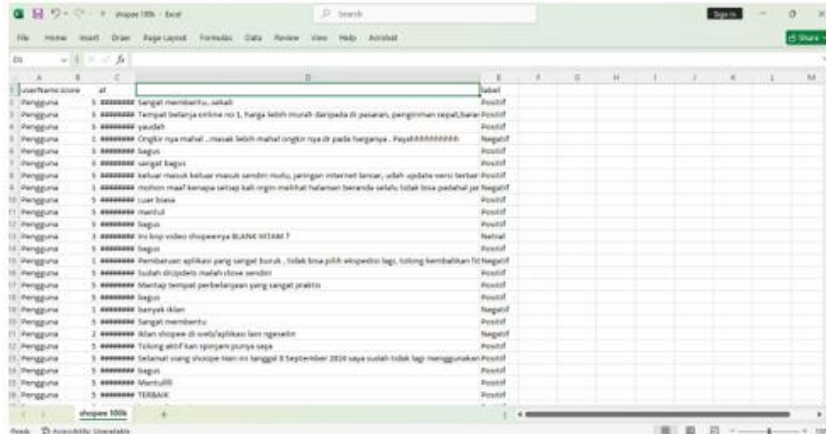 shopee 100k - Excel
Search
Sign in
File Home Insert Draw Page Layout Formulas Data Review View Help Acrobat
Share
D1
fx
A B C D E F G H I J K L M
userName score at label
Pengguna 5 ######## Sangat membantu, sekali Positif
Pengguna 5 ######## Tempat belanja online no 1, harga lebih murah daripada di pasaran, pengiriman cepat,baran Positif
Pengguna 5 ######## yaudah Positif
Pengguna 1 ######## Ongkir nya mahal ..masak lebih mahal ongkir nya dr pada harganya . Negatif
Pengguna 5 ######## bagus Positif
Pengguna 5 ######## sangat bagus Positif
Pengguna 5 ######## keluar masuk keluar masuk sendiri mulu, jaringan internet lancar, udah update versi terbar Positif
Pengguna 1 ######## mohon maaf kenapa setiap kali ingin melihat halaman beranda selalu tidak bisa padahal jar Negatif
Pengguna 5 ######## Luar biasa Positif
Pengguna 5 ######## mantul Positif
Pengguna 5 ######## bagus Positif
Pengguna 3 ######## Ini knp video shopeenya BLANK HITAM ? Netral
Pengguna 5 ######## bagus Positif
Pengguna 1 ######## Pembaruan aplikasi yang sangat buruk , tidak bisa pilih ekspedisi lagi, tolong kembalikan fit Negatif
Pengguna 5 ######## Sudah malah close sendiri Positif
Pengguna 5 ######## Mantap tempat perbelanjaan yang sangat praktis Positif
Pengguna 5 ######## bagus Positif
Pengguna 1 ######## banyak iklan Negatif
Pengguna 5 ######## Sangat membantu Positif
Pengguna 2 ######## Iklan shopee di web/aplikasi lain ngeselin Negatif
Pengguna 5 ######## Tolong aktif kan spinjam punya saya Positif
Pengguna 5 ######## Selamat siang shoope Hari ini tanggal 8 September 2024 saya sudah tidak lagi menggunakan Positif
Pengguna 5 ######## bagus Positif
Pengguna 5 ######## Positif
Pengguna 5 ######## TERBAIK Positif
shopee 100k
Ready Accessibility: Unavailable